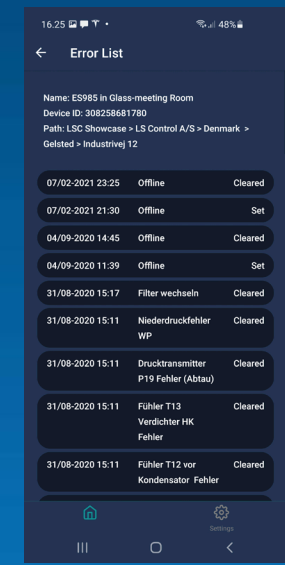 16.25
48%
Error List
Name: ES985 in Glass-meeting Room
Device ID: 308258681780
Path: LSC Showcase > LS Control A/S > Denmark >
Gelsted > Industrivej 12
07/02-2021 23:25 Offline Cleared
07/02-2021 21:30 Offline Set
04/09-2020 14:45 Offline Cleared
04/09-2020 11:39 Offline Set
31/08-2020 15:17 Filter wechseln Cleared
31/08-2020 15:11 Niederdruckfehler Cleared
WP
31/08-2020 15:11 Drucktransmitter Cleared
P19 Fehler (Abtau)
31/08-2020 15:11 Fühler T13 Cleared
Verdichter HK
Fehler
31/08-2020 15:11 Fühler T12 vor Cleared
Kondensator Fehler
Settings